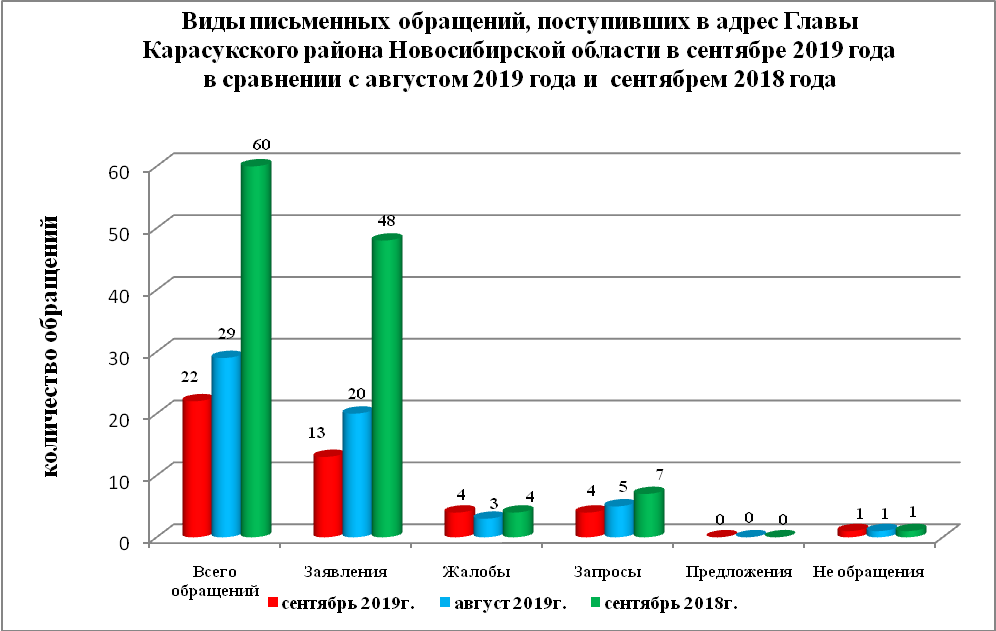 Виды письменных обращений, поступивших в адрес Главы
Карасукского района Новосибирской области в сентябре 2019 года
в сравнении с августом 2019 года и сентябрем 2018 года
количество обращений
60
50
40
30
20
10
0
22 29 60
13 20 48
4 3 4
4 5 7
0 0 0
1 1 1
Всего обращений
Заявления
Жалобы
Запросы
Предложения
Не обращения
сентябрь 2019г.
август 2019г.
сентябрь 2018г.